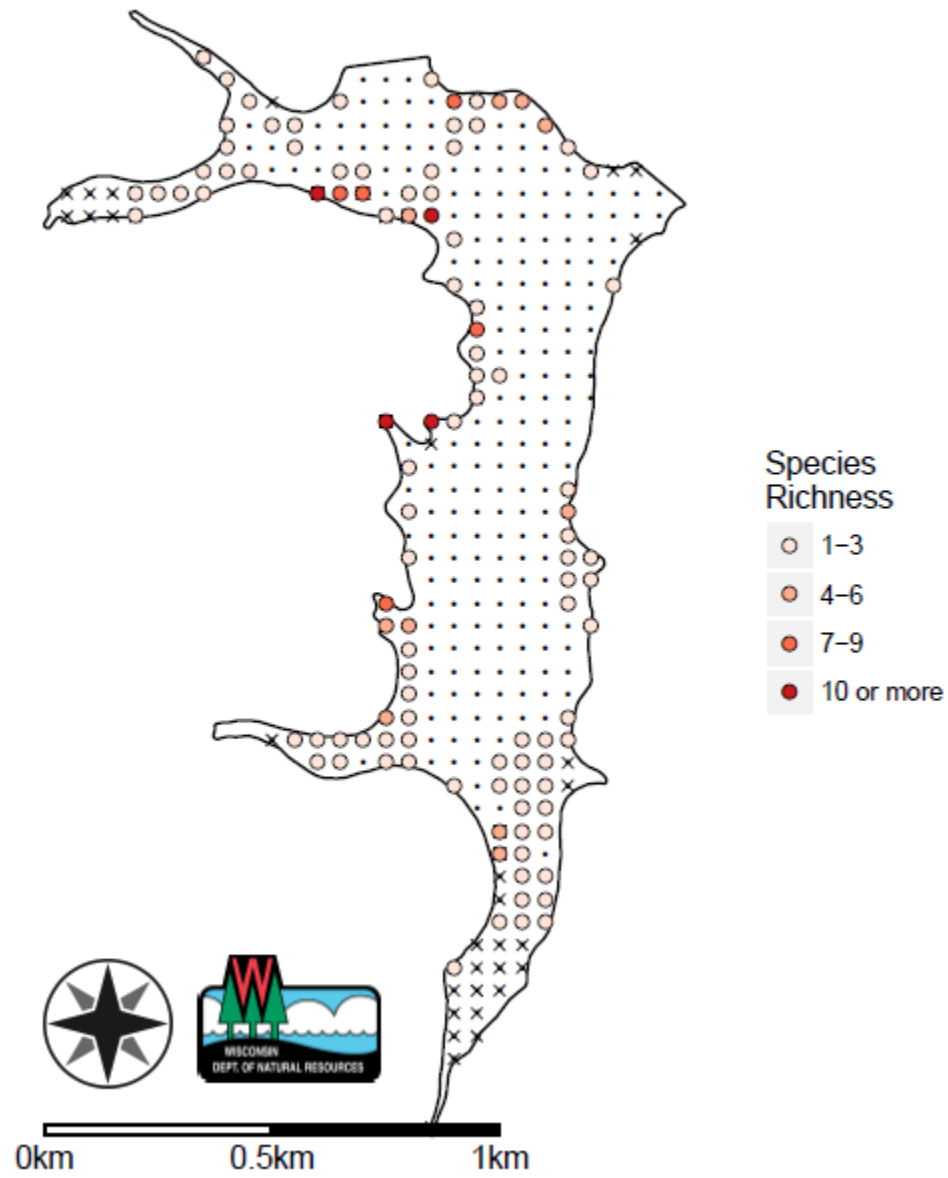 Species
Richness
1−3
4−6
7−9
10 or more
W
WISCONSIN
DEPT. OF NATURAL RESOURCES
0km 0.5km 1km